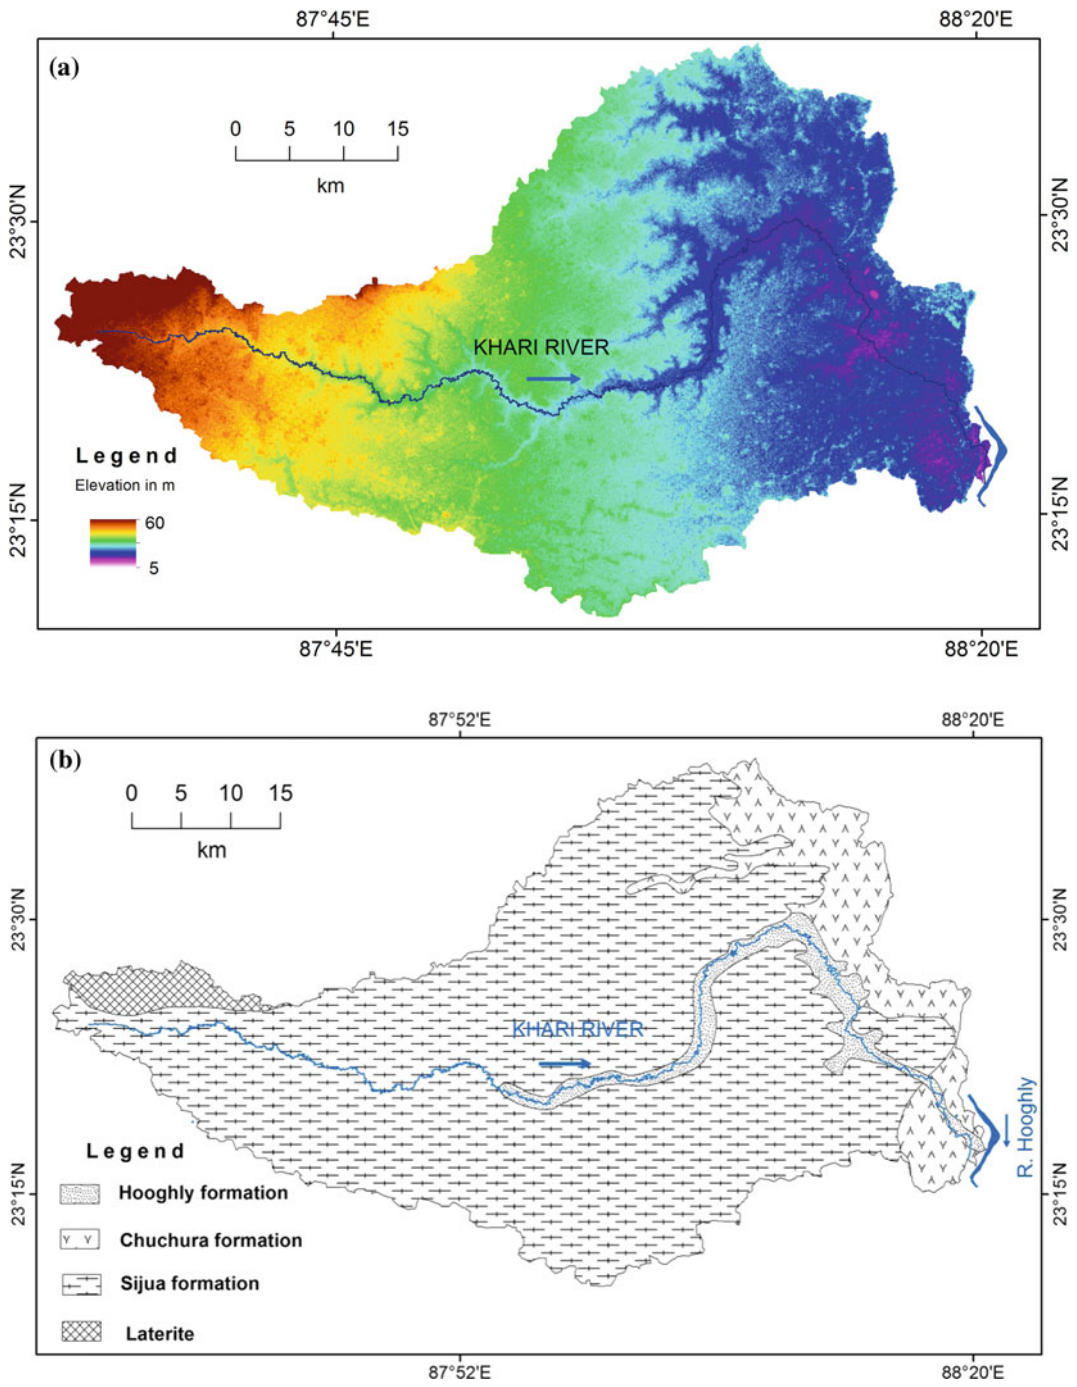 87°45'E 88°20'E
(a)
0 5 10 15
km
23°30'N 23°30'N
KHARI RIVER
Legend
Elevation in m
60
5
23°15'N 23°15'N
87°45'E 88°20'E
87°52'E 88°20'E
(b)
0 5 10 15
km
23°30'N 23°30'N
KHARI RIVER
R. Hooghly
Legend
Hooghly formation
23°15'N 23°15'N
Chuchura formation
Sijua formation
Laterite
87°52'E 88°20'E